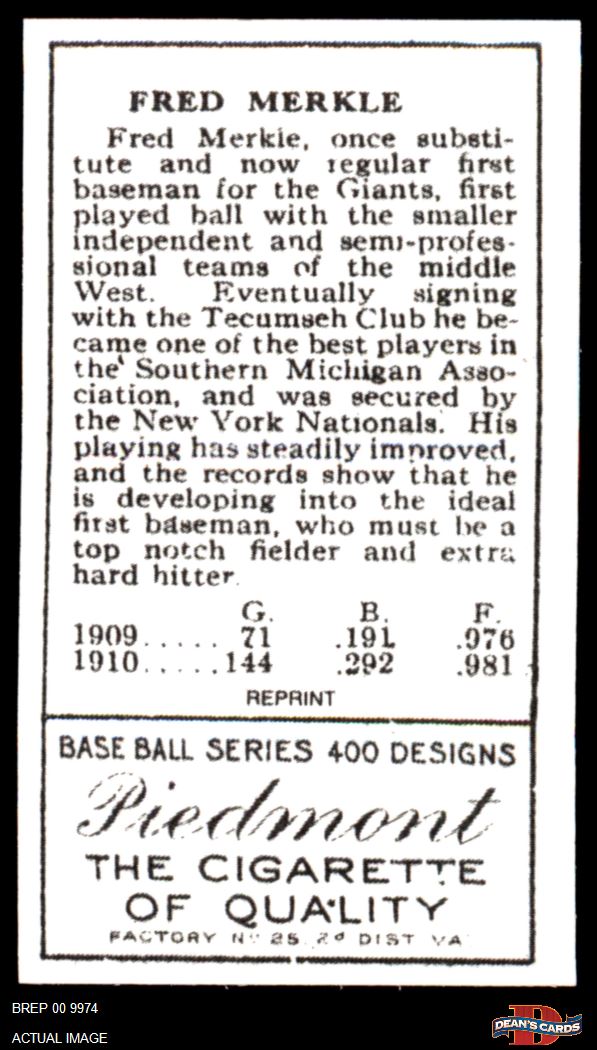 FRED MERKLE
Fred Merkle, once substi-
tute and now regular first
baseman for the Giants, first
played ball with the smaller
independent and semi-profes-
sional teams of the middle
West. Eventually signing
with the Tecumseh Club he be-
came one of the best players in
the Southern Michigan Asso-
ciation, and was secured by
the New York Nationals. His
playing has steadily improved,
and the records show that he
is developing into the ideal
first baseman, who must be a
top notch fielder and extra
hard hitter.
G. B. F.
1909...... 71 .191 .976
1910......144 .292 .981
REPRINT
BASE BALL SERIES 400 DESIGNS
Piedmont
THE CIGARETTE
OF QUALITY
FACTORY No 25. 2d DIST VA
BREP 00 9974
ACTUAL IMAGE
D
DEAN'S CARDS